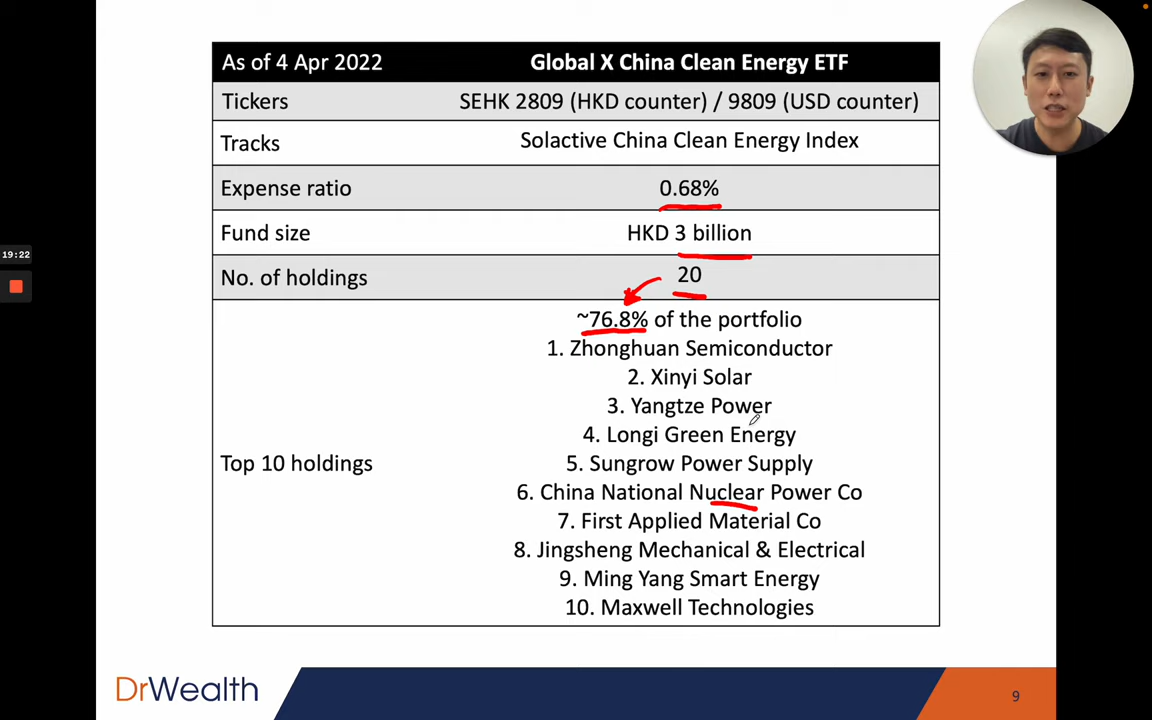 As of 4 Apr 2022 Global X China Clean Energy ETF
Tickers SEHK 2809 (HKD counter) / 9809 (USD counter)
Tracks Solactive China Clean Energy Index
Expense ratio 0.68%
Fund size HKD 3 billion
19:22
No. of holdings 20
Top 10 holdings
~76.8% of the portfolio
1. Zhonghuan Semiconductor
2. Xinyi Solar
3. Yangtze Power
4. Longi Green Energy
5. Sungrow Power Supply
6. China National Nuclear Power Co
7. First Applied Material Co
8. Jingsheng Mechanical & Electrical
9. Ming Yang Smart Energy
10. Maxwell Technologies
DrWealth
9